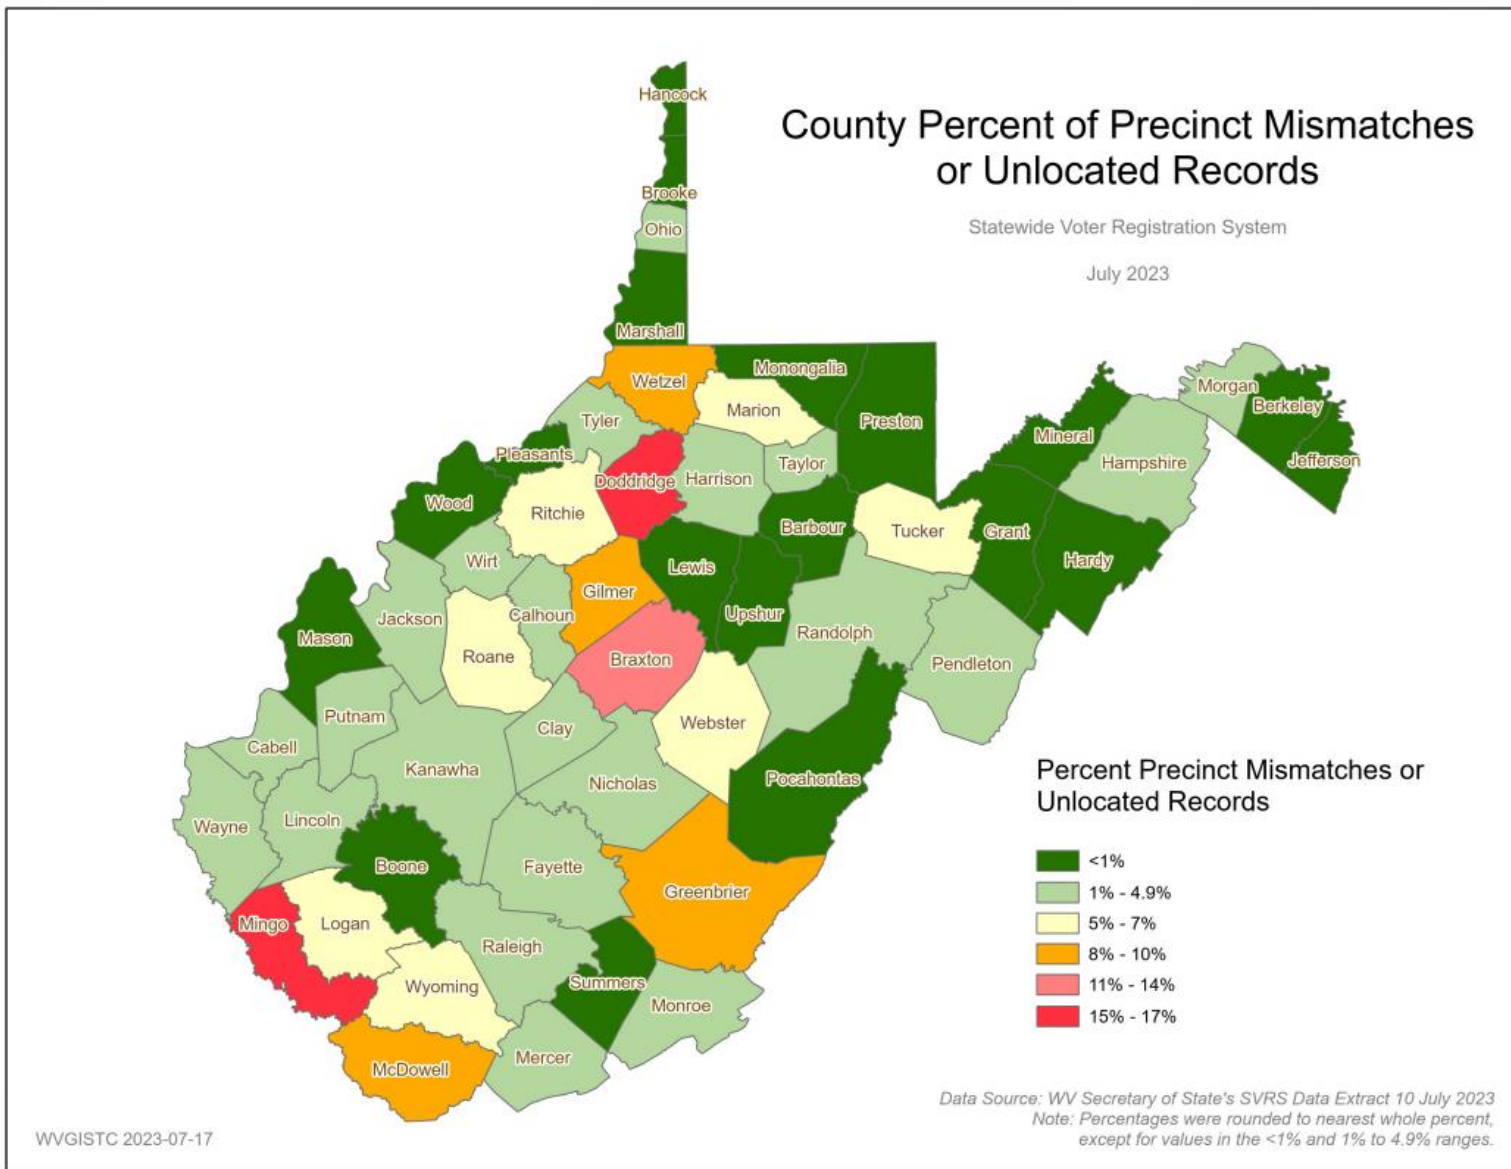 County Percent of Precinct Mismatches
or Unlocated Records
Statewide Voter Registration System
July 2023
Hancock
Brooke
Ohio
Marshall
Wetzel
Monongalia
Marion
Preston
Tyler
Pleasants
Doddridge
Harrison
Taylor
Mineral
Morgan
Berkeley
Jefferson
Hampshire
Wood
Ritchie
Barbour
Tucker
Grant
Hardy
Wirt
Lewis
Gilmer
Upshur
Jackson
Calhoun
Randolph
Mason
Roane
Braxton
Pendleton
Putnam
Clay
Webster
Cabell
Kanawha
Nicholas
Pocahontas
Wayne
Lincoln
Boone
Fayette
Greenbrier
Mingo
Logan
Raleigh
Wyoming
Summers
Monroe
McDowell
Mercer
Percent Precinct Mismatches or
Unlocated Records
<1%
1% - 4.9%
5% - 7%
8% - 10%
11% - 14%
15% - 17%
Data Source: WV Secretary of State's SVRS Data Extract 10 July 2023
Note: Percentages were rounded to nearest whole percent,
except for values in the <1% and 1% to 4.9% ranges.
WVGISTC 2023-07-17